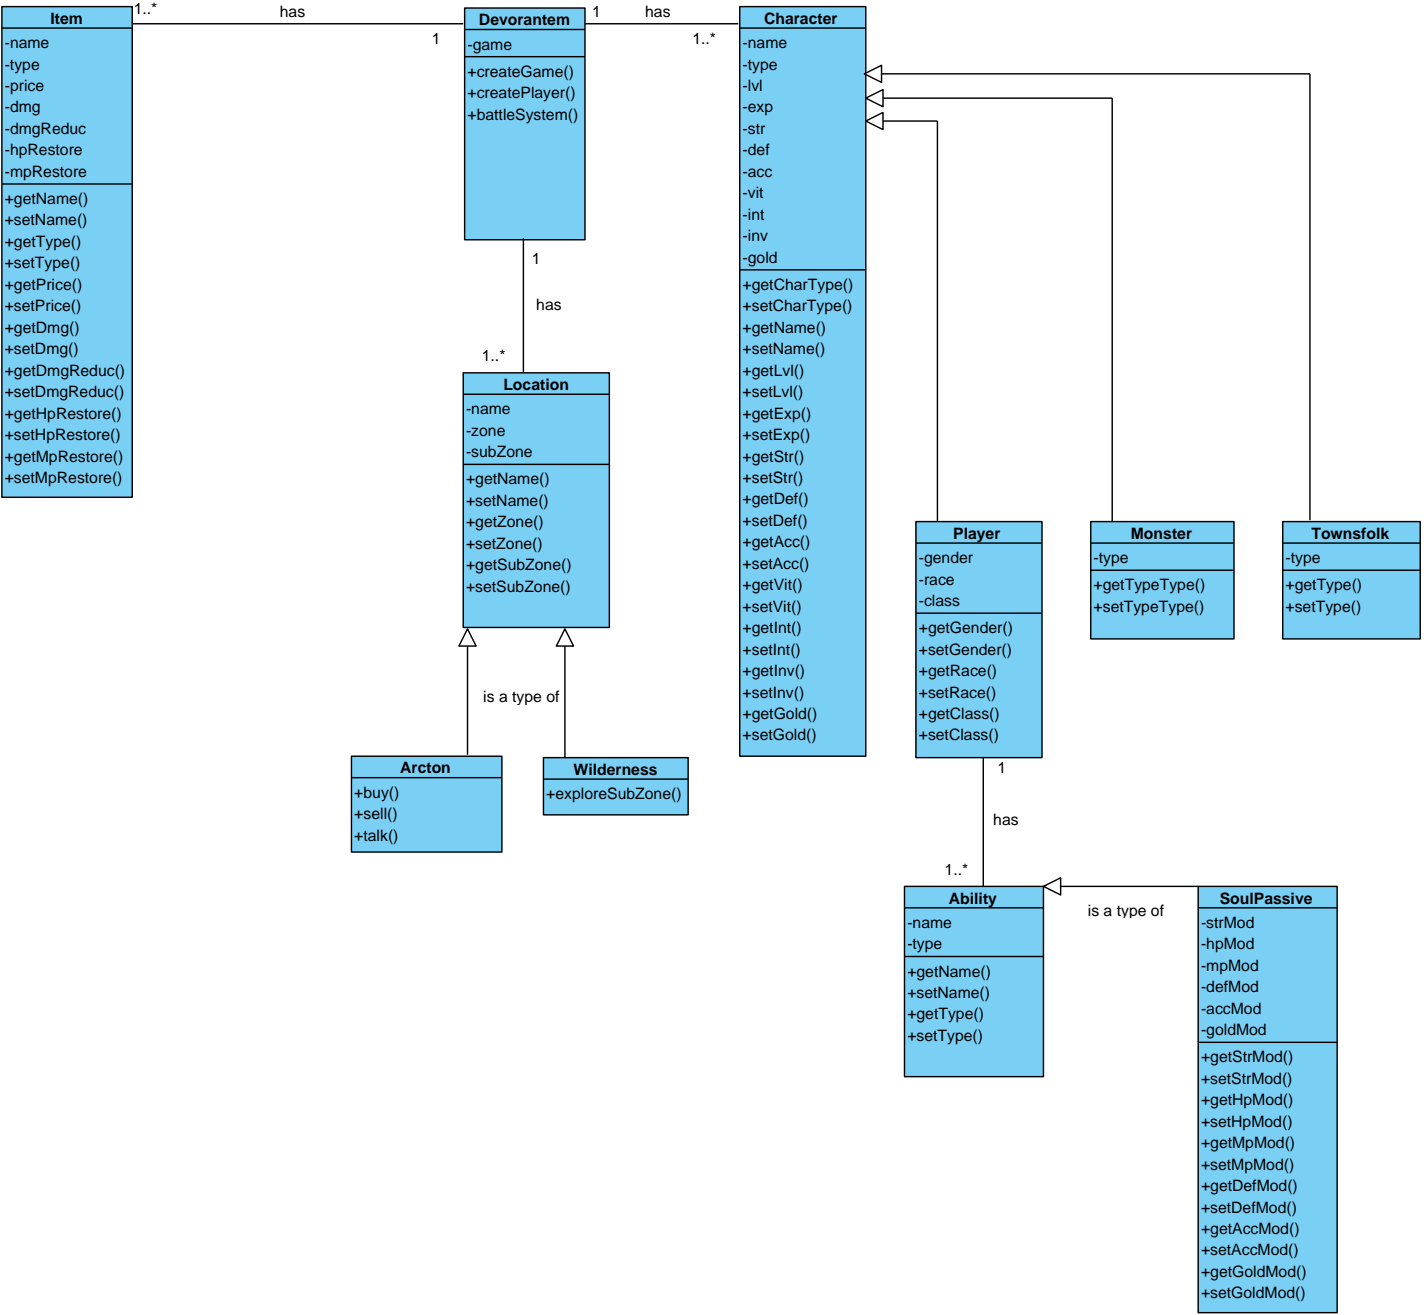 Item
-name
-type
-price
-dmg
-dmgReduc
-hpRestore
-mpRestore
+getName()
+setName()
+getType()
+setType()
+getPrice()
+setPrice()
+getDmg()
+setDmg()
+getDmgReduc()
+setDmgReduc()
+getHpRestore()
+setHpRestore()
+getMpRestore()
+setMpRestore()
1..*
has
1
Devorantem
-game
+createGame()
+createPlayer()
+battleSystem()
1
has
1..*
Character
-name
-type
-lvl
-exp
-str
-def
-acc
-vit
-int
-inv
-gold
+getCharType()
+setCharType()
+getName()
+setName()
+getLvl()
+setLvl()
+getExp()
+setExp()
+getStr()
+setStr()
+getDef()
+setDef()
+getAcc()
+setAcc()
+getVit()
+setVit()
+getInt()
+setInt()
+getInv()
+setInv()
+getGold()
+setGold()
1
has
1..*
Location
-name
-zone
-subZone
+getName()
+setName()
+getZone()
+setZone()
+getSubZone()
+setSubZone()
is a type of
Arcton
+buy()
+sell()
+talk()
Wilderness
+exploreSubZone()
Player
-gender
-race
-class
+getGender()
+setGender()
+getRace()
+setRace()
+getClass()
+setClass()
Monster
-type
+getTypeType()
+setTypeType()
Townsfolk
-type
+getType()
+setType()
1
has
1..*
Ability
-name
-type
+getName()
+setName()
+getType()
+setType()
is a type of
SoulPassive
-strMod
-hpMod
-mpMod
-defMod
-accMod
-goldMod
+getStrMod()
+setStrMod()
+getHpMod()
+setHpMod()
+getMpMod()
+setMpMod()
+getDefMod()
+setDefMod()
+getAccMod()
+setAccMod()
+getGoldMod()
+setGoldMod()